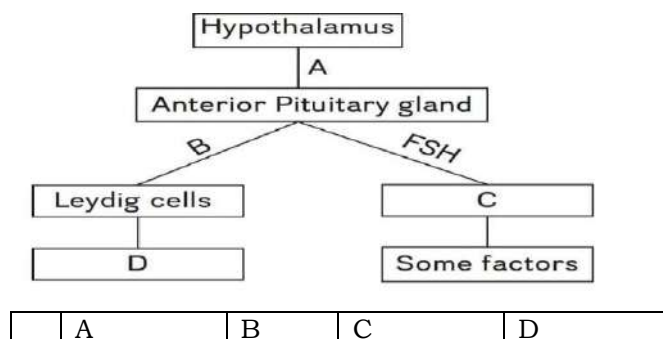 Hypothalamus
A
Anterior Pituitary gland
B FSH
Leydig cells C
D Some factors
A B C D